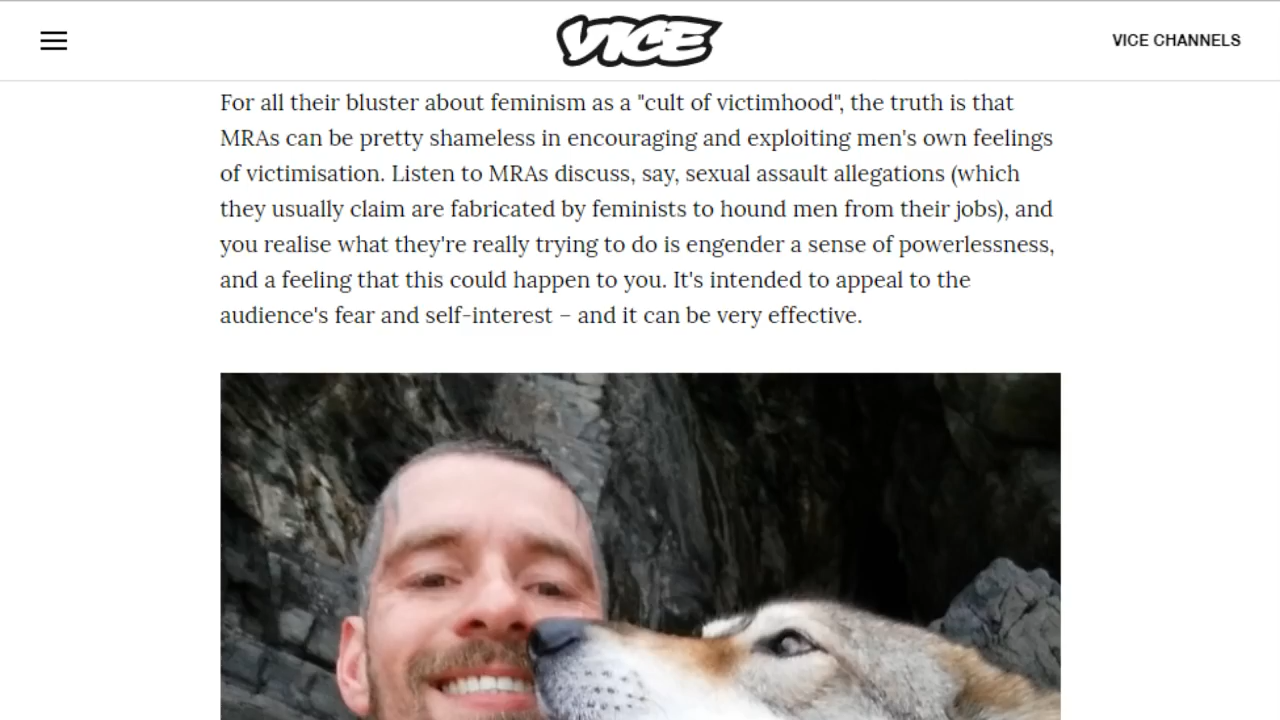 VICE
VICE CHANNELS
For all their bluster about feminism as a "cult of victimhood", the truth is that
MRAs can be pretty shameless in encouraging and exploiting men's own feelings
of victimisation. Listen to MRAs discuss, say, sexual assault allegations (which
they usually claim are fabricated by feminists to hound men from their jobs), and
you realise what they're really trying to do is engender a sense of powerlessness,
and a feeling that this could happen to you. It's intended to appeal to the
audience's fear and self-interest – and it can be very effective.